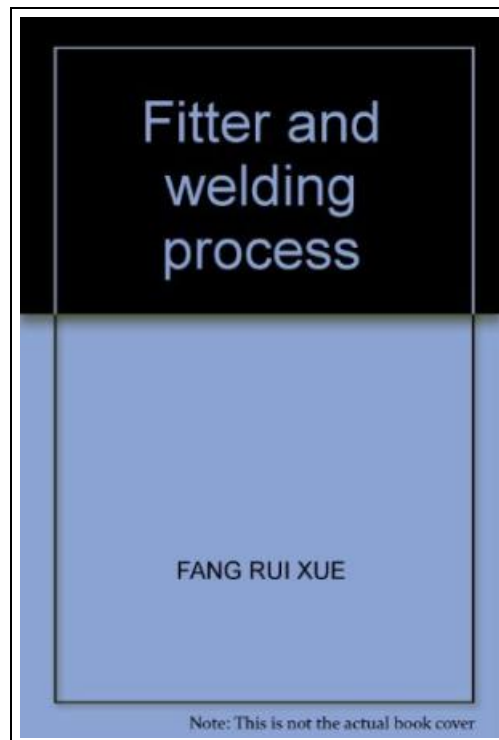 Fitter and
welding
process
FANG RUI XUE
Note: This is not the actual book cover